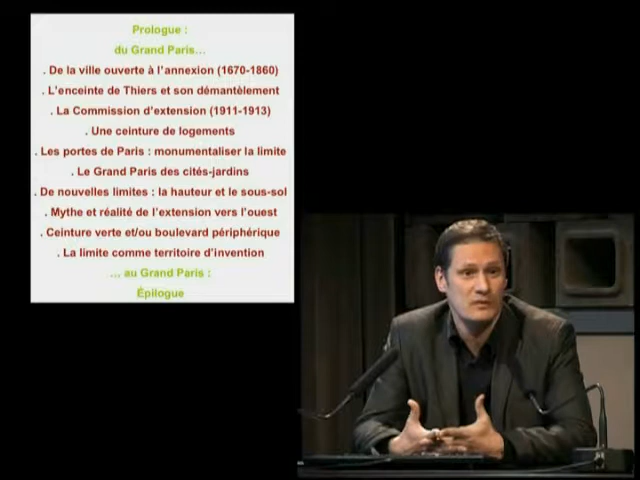 Prologue :
du Grand Paris...
. De la ville ouverte à l'annexion (1670-1860)
. L'enceinte de Thiers et son démantèlement
. La Commission d'extension (1911-1913)
. Une ceinture de logements
. Les portes de Paris : monumentaliser la limite
. Le Grand Paris des cités-jardins
. De nouvelles limites : la hauteur et le sous-sol
. Mythe et réalité de l'extension vers l'ouest
. Ceinture verte et/ou boulevard périphérique
. La limite comme territoire d'invention
... au Grand Paris :
Épilogue